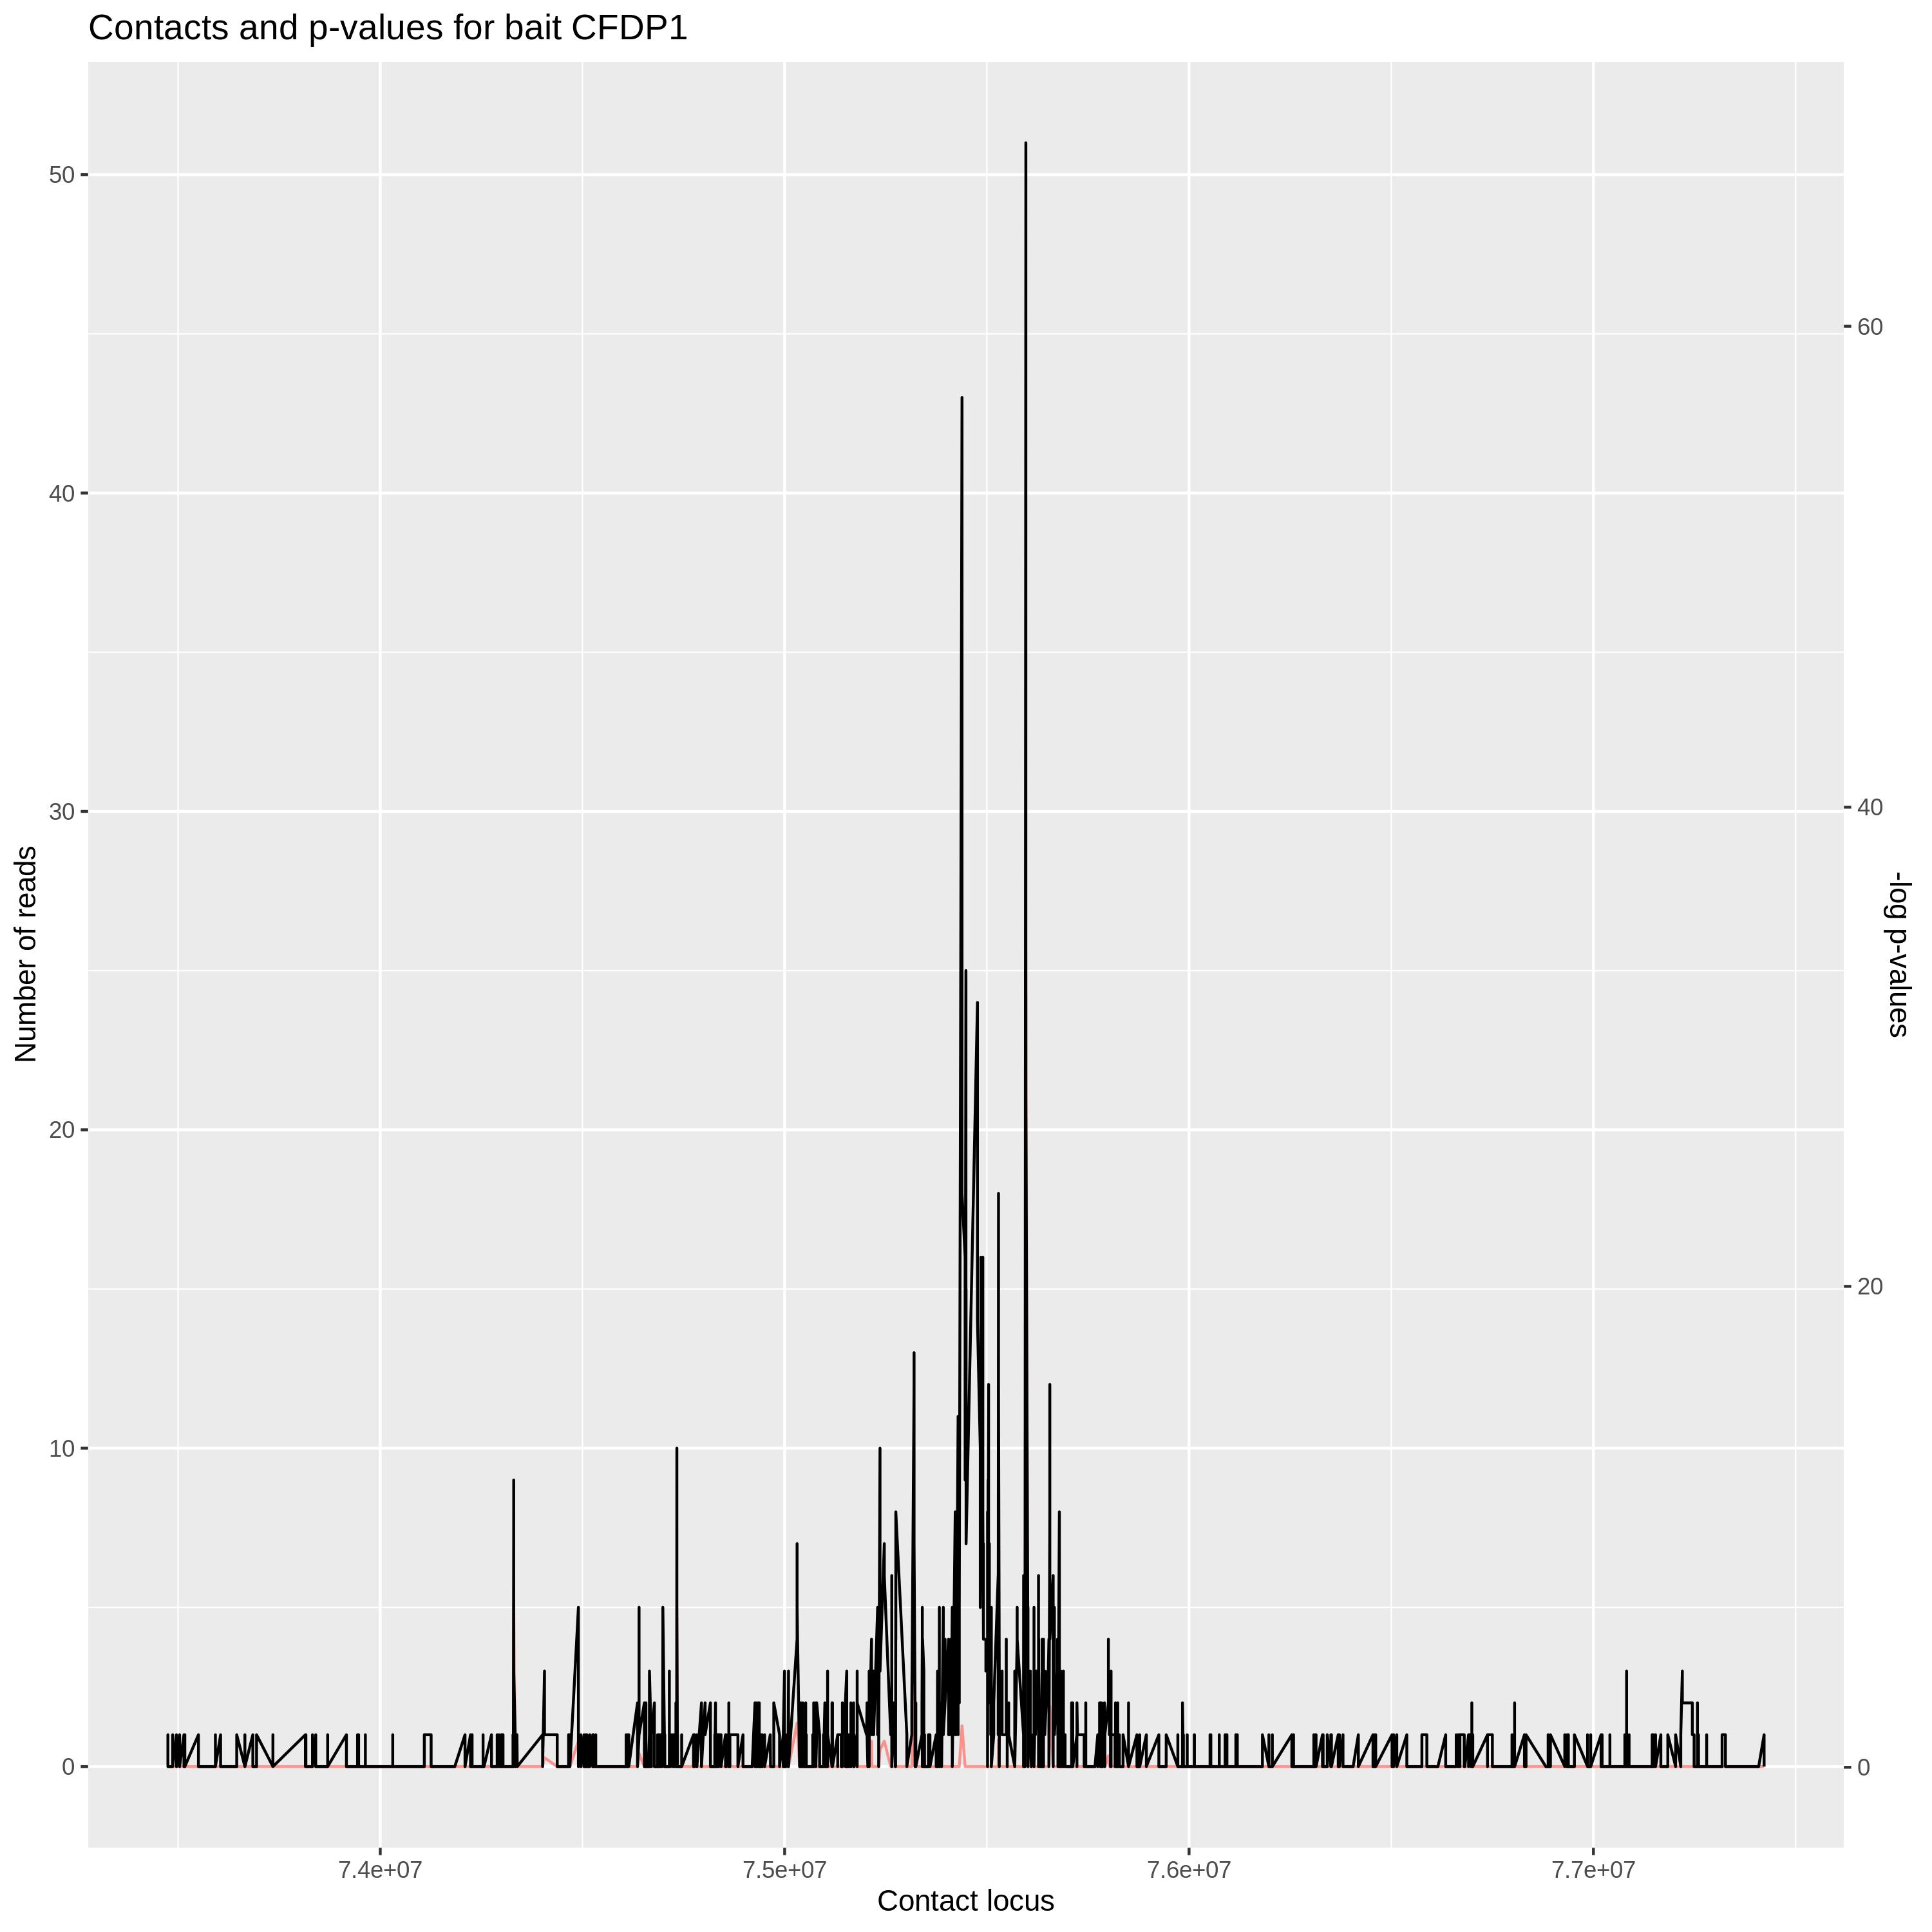 Contacts and p-values for bait CFDP1
50
40
30
20
10
0
Number of reads
60
40
20
0
-log p-values
7.4e+07 7.5e+07 7.6e+07 7.7e+07
Contact locus